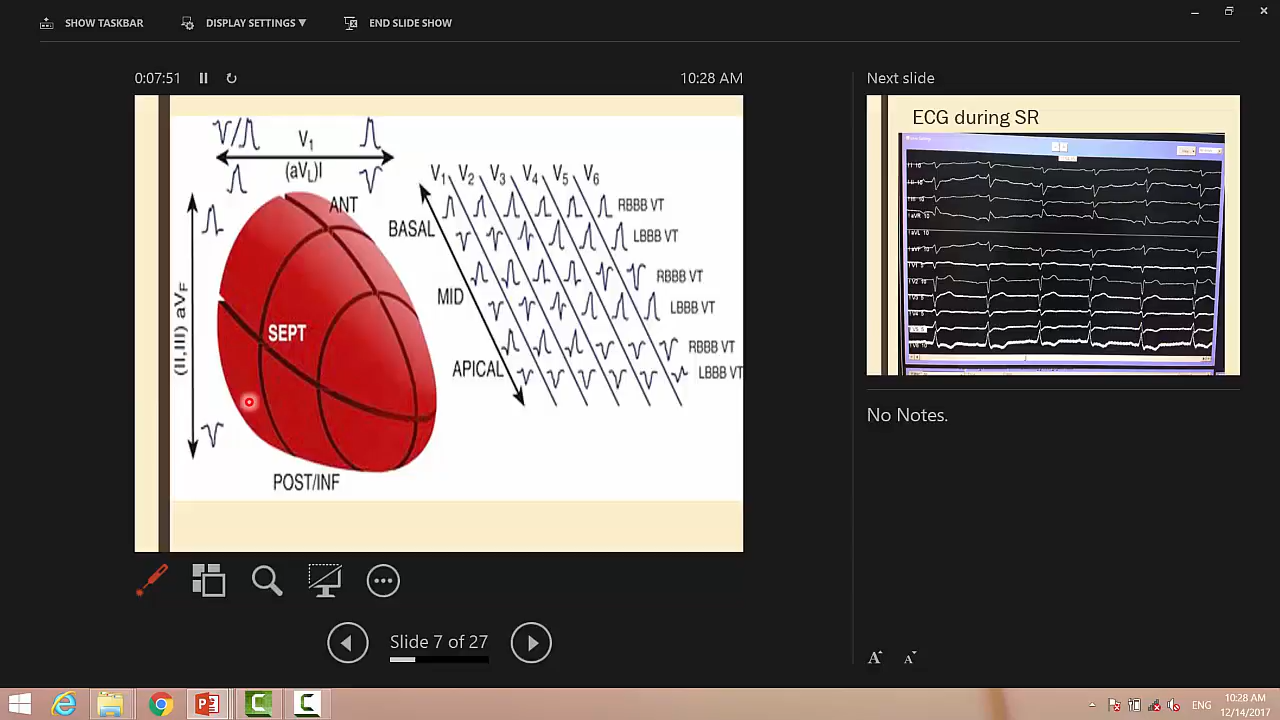 SHOW TASKBAR
DISPLAY SETTINGS ▼
END SLIDE SHOW
0:07:51
10:28 AM
Next slide
V1
(aVL)I
(II,III) aVF
ANT
SEPT
POST/INF
BASAL
MID
APICAL
V1 V2 V3 V4 V5 V6
RBBB VT
LBBB VT
RBBB VT
LBBB VT
RBBB VT
LBBB VT
ECG during SR
No Notes.
Slide 7 of 27
A A
ENG
10:28 AM
12/14/2017